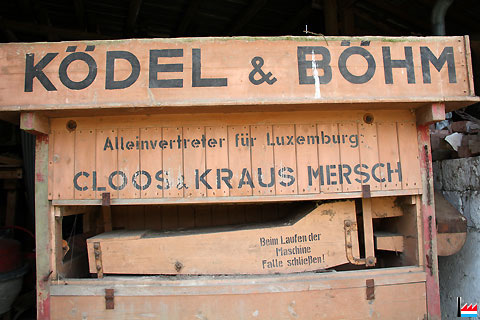 KÖDEL & BÖHM
Alleinvertreter für Luxemburg:
CLOOS & KRAUS MERSCH
Beim Laufen der
Maschine
Falle schließen!